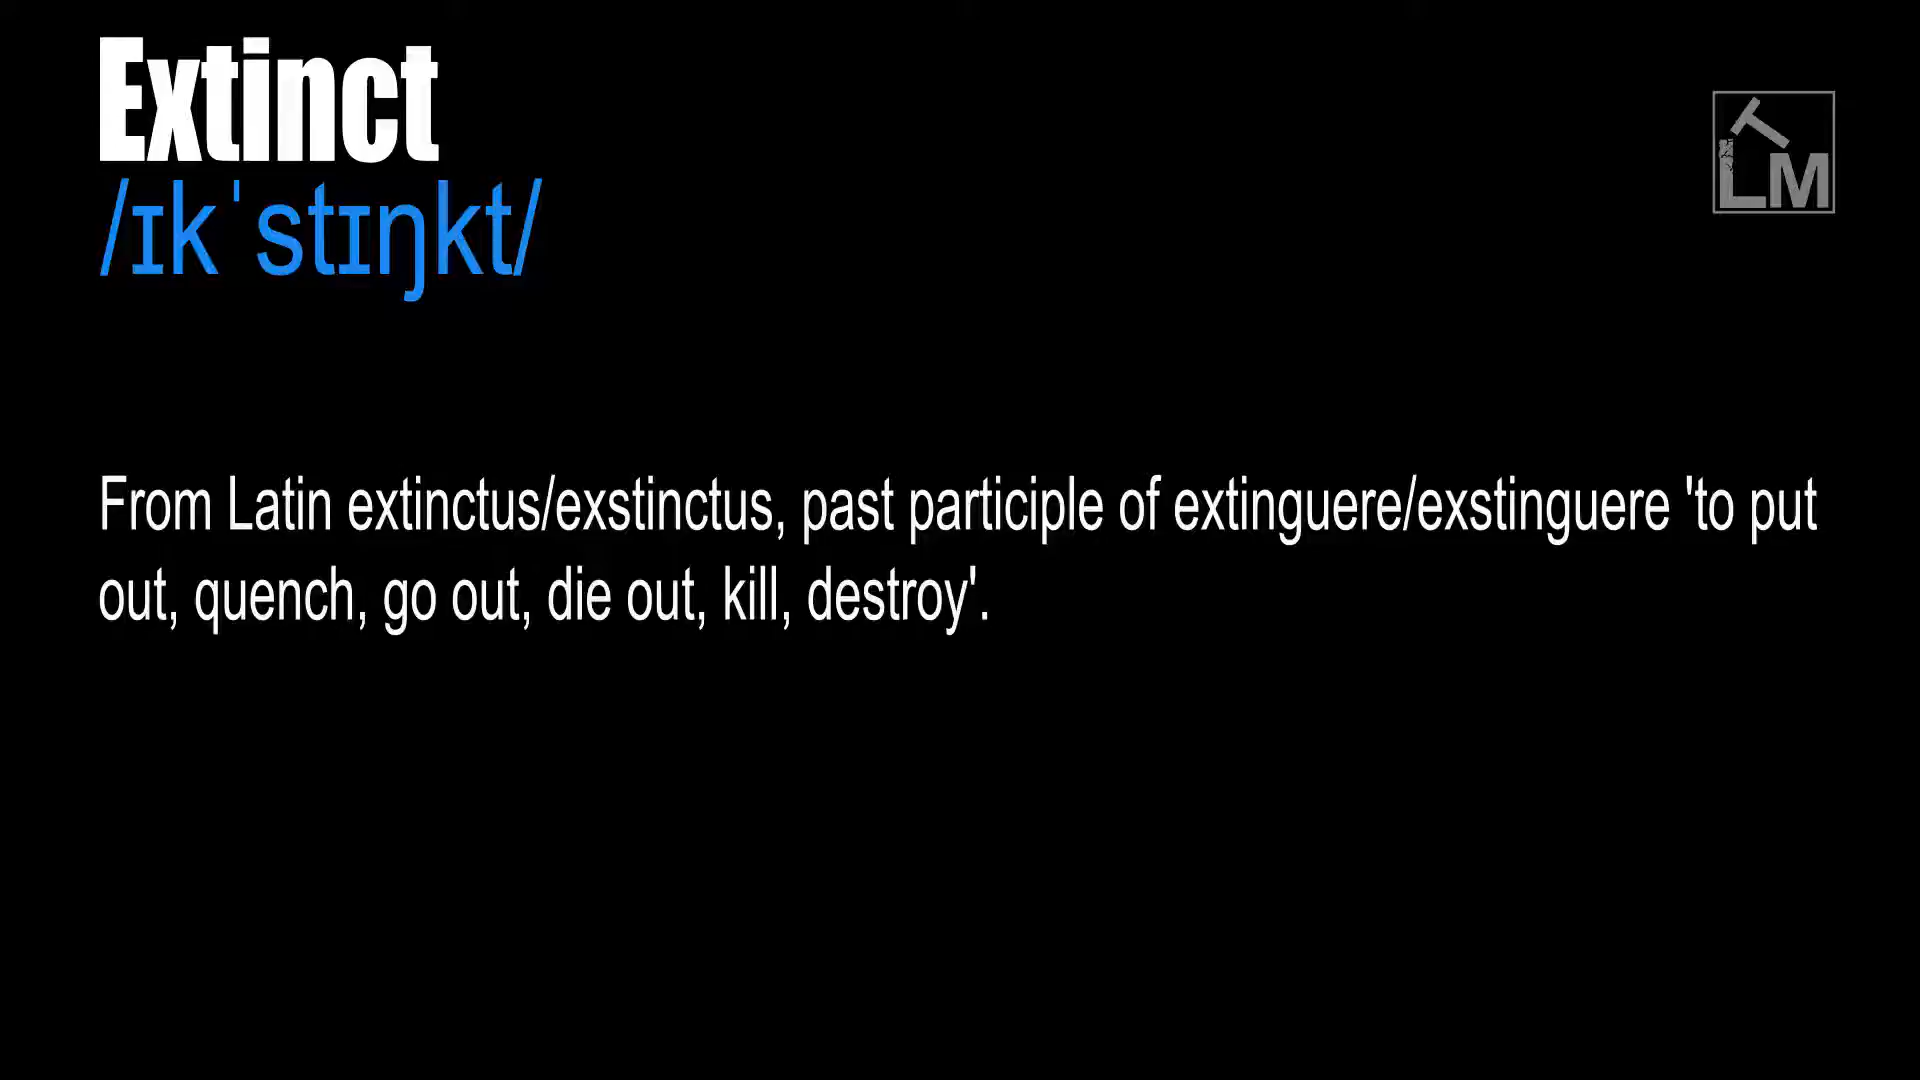 Extinct
/ɪkˈstɪŋkt/
LTM
From Latin extinctus/exstinctus, past participle of extinguere/exstinguere 'to put
out, quench, go out, die out, kill, destroy'.